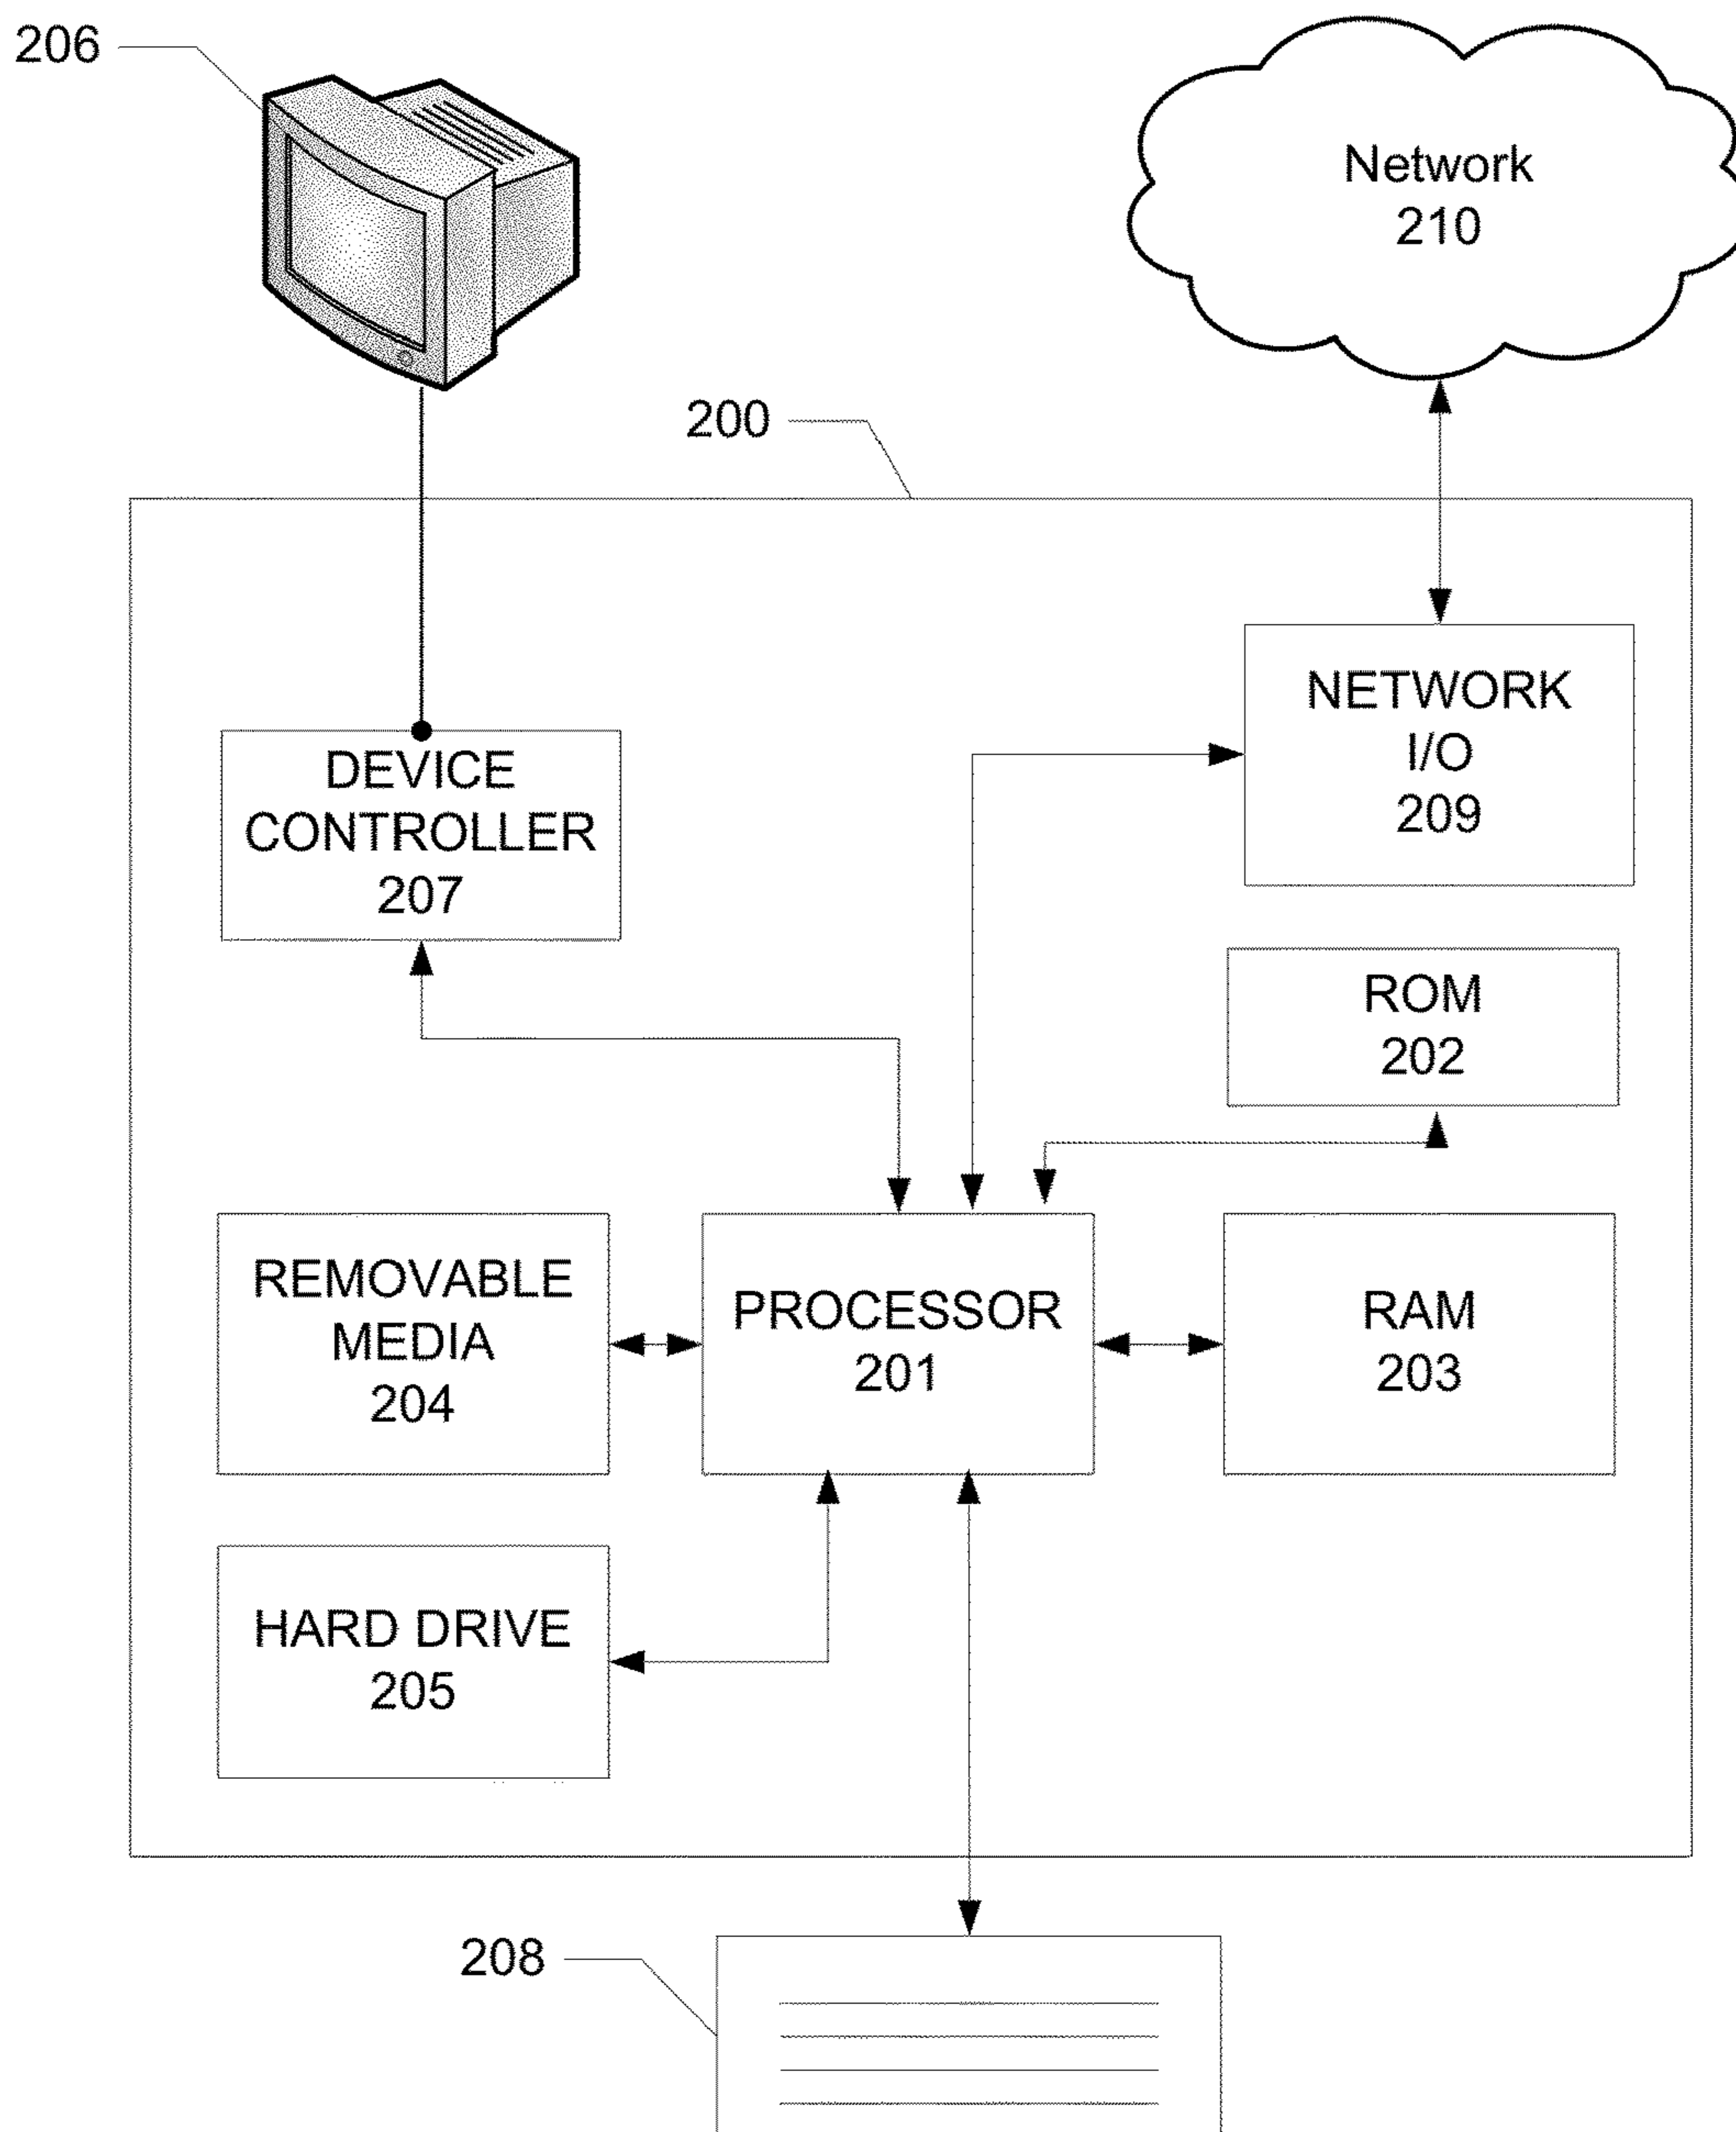 206
Network
210
200
NETWORK
I/O
209
DEVICE
CONTROLLER
207
ROM
202
REMOVABLE
MEDIA
204
PROCESSOR
201
RAM
203
HARD DRIVE
205
208